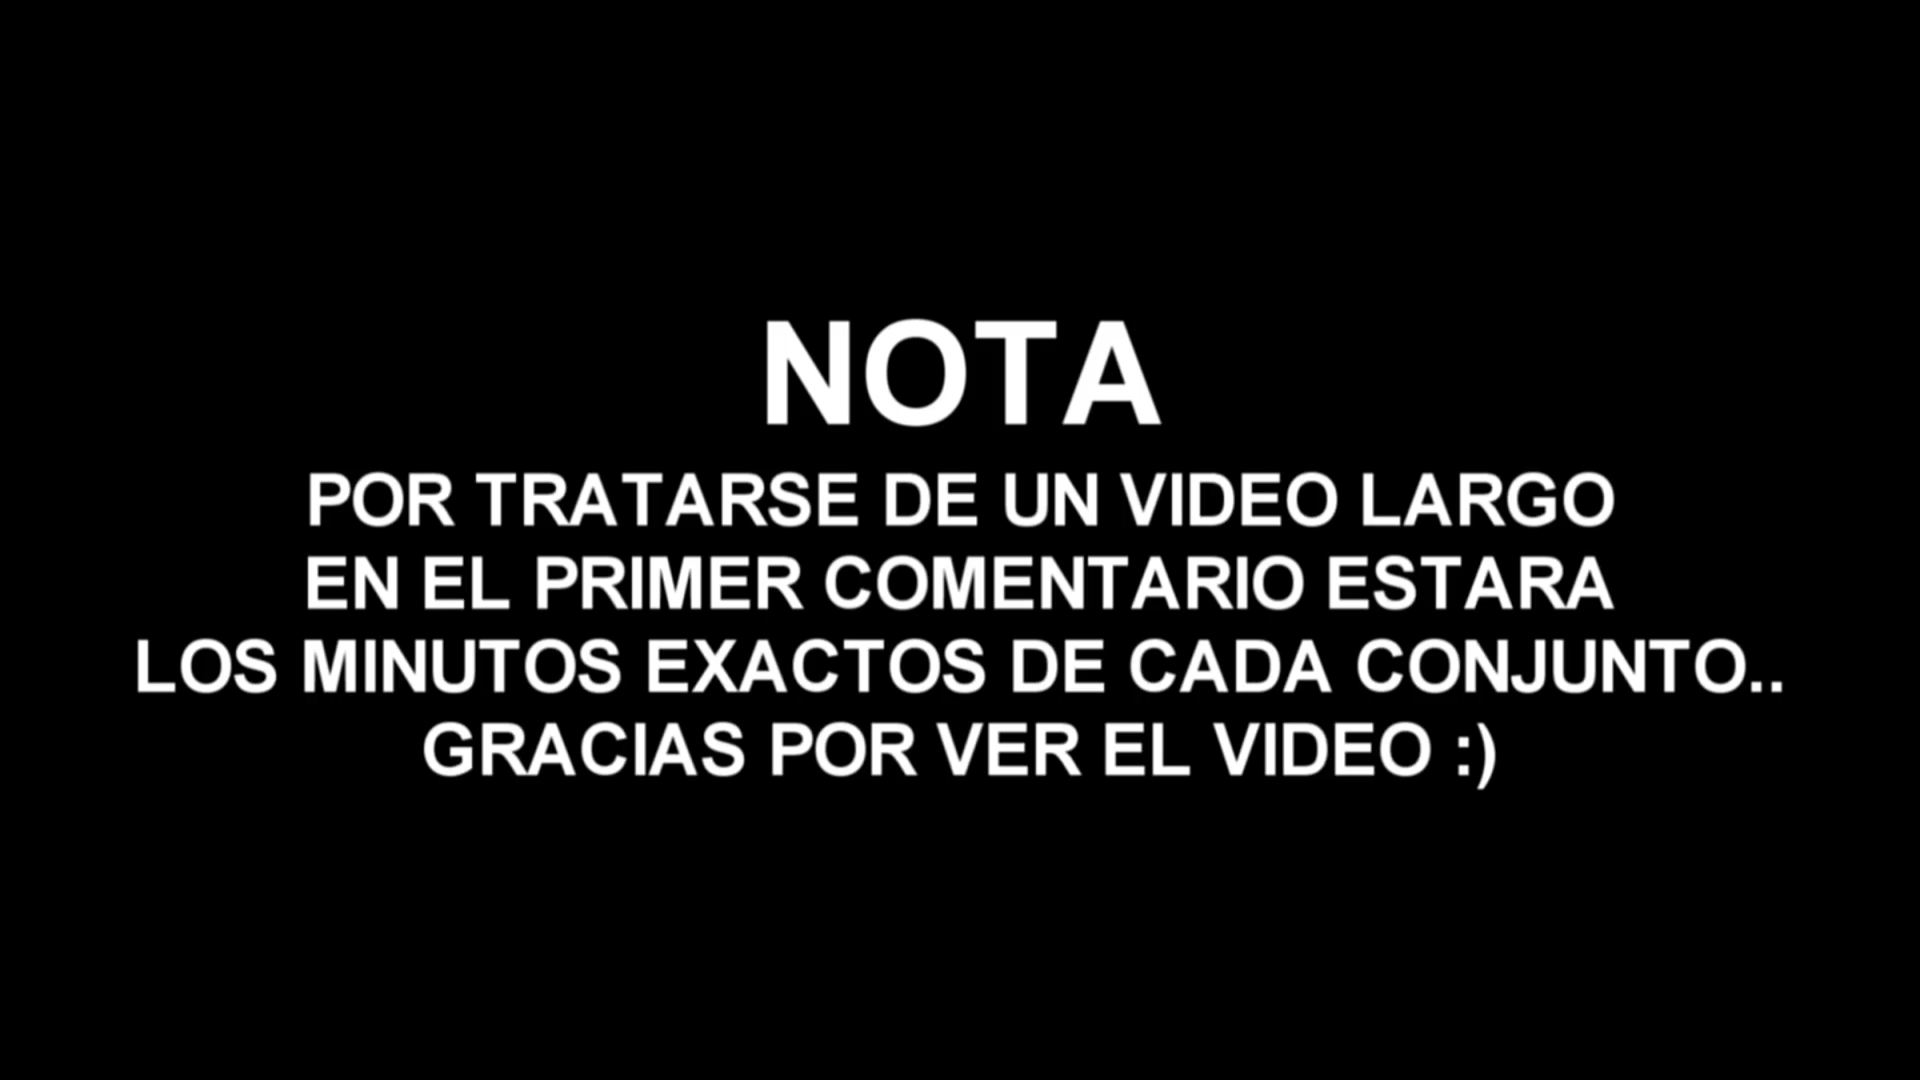 NOTA
POR TRATARSE DE UN VIDEO LARGO
EN EL PRIMER COMENTARIO ESTARA
LOS MINUTOS EXACTOS DE CADA CONJUNTO..
GRACIAS POR VER EL VIDEO :)